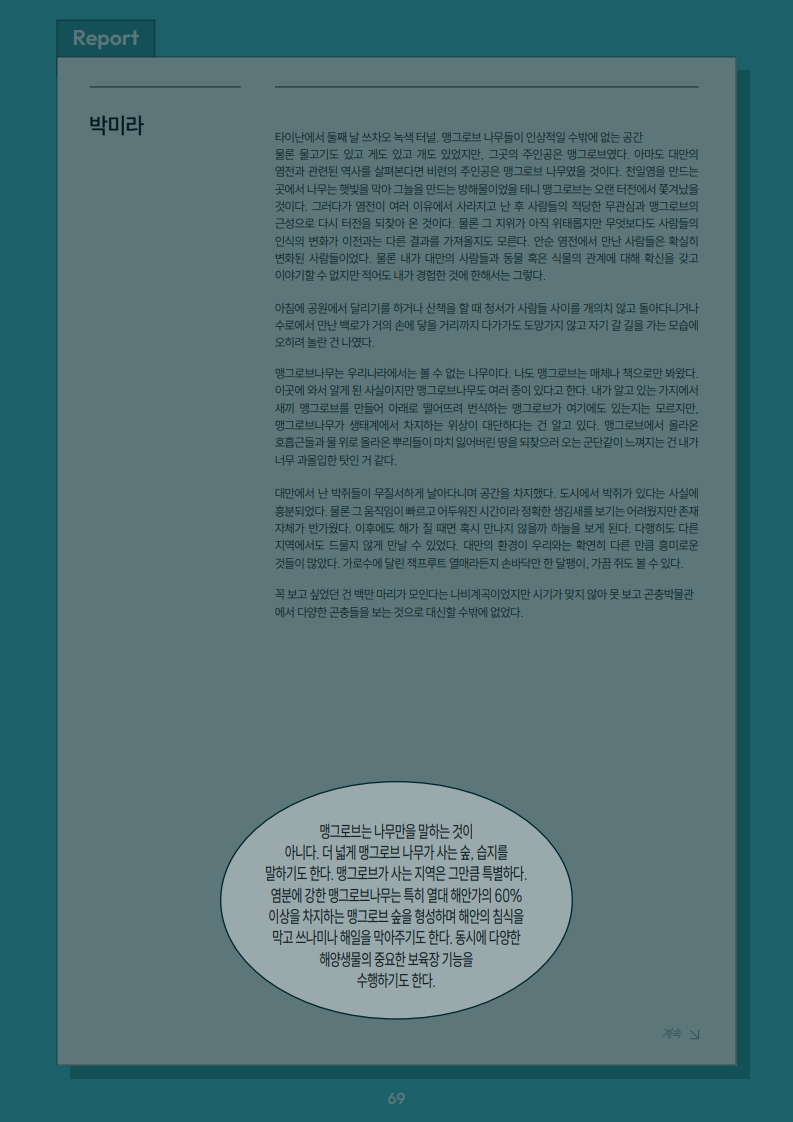 Report
박미라
타이난에서 둘째 날 쓰차오 녹색 터널. 맹그로브 나무들이 인상적일 수밖에 없는 공간
물론 물고기도 있고 게도 있고 개도 있었지만, 그곳의 주인공은 맹그로브였다. 아마도 대만의
염전과 관련된 역사를 살펴본다면 비련의 주인공은 맹그로브 나무였을 것이다. 천일염을 만드는
곳에서 나무는 햇빛을 막아 그늘을 만드는 방해물이었을 테니 맹그로브는 오랜 터전에서 쫓겨났을
것이다. 그러다가 염전이 여러 이유에서 사라지고 난 후 사람들의 적당한 무관심과 맹그로브의
근성으로 다시 터전을 되찾아 온 것이다. 물론 그 지위가 아직 위태롭지만 무엇보다도 사람들의
인식의 변화가 이전과는 다른 결과를 가져올지도 모른다. 안순 염전에서 만난 사람들은 확실히
변화된 사람들이었다. 물론 내가 대만의 사람들과 동물 혹은 식물의 관계에 대해 확신을 갖고
이야기할 수 없지만 적어도 내가 경험한 것에 한해서는 그렇다.
아침에 공원에서 달리기를 하거나 산책을 할 때 청서가 사람들 사이를 개의치 않고 돌아다니거나
수로에서 만난 백로가 거의 손에 닿을 거리까지 다가가도 도망가지 않고 자기 갈 길을 가는 모습에
오히려 놀란 건 나였다.
맹그로브나무는 우리나라에서는 볼 수 없는 나무이다. 나도 맹그로브는 매체나 책으로만 봐왔다.
이곳에 와서 알게 된 사실이지만 맹그로브나무도 여러 종이 있다고 한다. 내가 알고 있는 가지에서
새끼 맹그로브를 만들어 아래로 떨어뜨려 번식하는 맹그로브가 여기에도 있는지는 모르지만,
맹그로브나무가 생태계에서 차지하는 위상이 대단하다는 건 알고 있다. 맹그로브에서 올라온
호흡근들과 물 위로 올라온 뿌리들이 마치 잃어버린 땅을 되찾으러 오는 군단같이 느껴지는 건 내가
너무 과몰입한 탓인 거 같다.
대만에서 난 박쥐들이 무질서하게 날아다니며 공간을 차지했다. 도시에서 박쥐가 있다는 사실에
흥분되었다. 물론 그 움직임이 빠르고 어두워진 시간이라 정확한 생김새를 보기는 어려웠지만 존재
자체가 반가웠다. 이후에도 해가 질 때면 혹시 만나지 않을까 하늘을 보게 된다. 다행히도 다른
지역에서도 드물지 않게 만날 수 있었다. 대만의 환경이 우리와는 확연히 다른 만큼 흥미로운
것들이 많았다. 가로수에 달린 잭프루트 열매라든지 손바닥만 한 달팽이, 가끔 쥐도 볼 수 있다.
꼭 보고 싶었던 건 백만 마리가 모인다는 나비계곡이었지만 시기가 맞지 않아 못 보고 곤충박물관
에서 다양한 곤충들을 보는 것으로 대신할 수밖에 없었다.
맹그로브는 나무만을 말하는 것이
아니다. 더 넓게 맹그로브 나무가 사는 숲, 습지를
말하기도 한다. 맹그로브가 사는 지역은 그만큼 특별하다.
염분에 강한 맹그로브나무는 특히 열대 해안가의 60%
이상을 차지하는 맹그로브 숲을 형성하며 해안의 침식을
막고 쓰나미나 해일을 막아주기도 한다. 동시에 다양한
해양생물의 중요한 보육장 기능을
수행하기도 한다.
계속
69